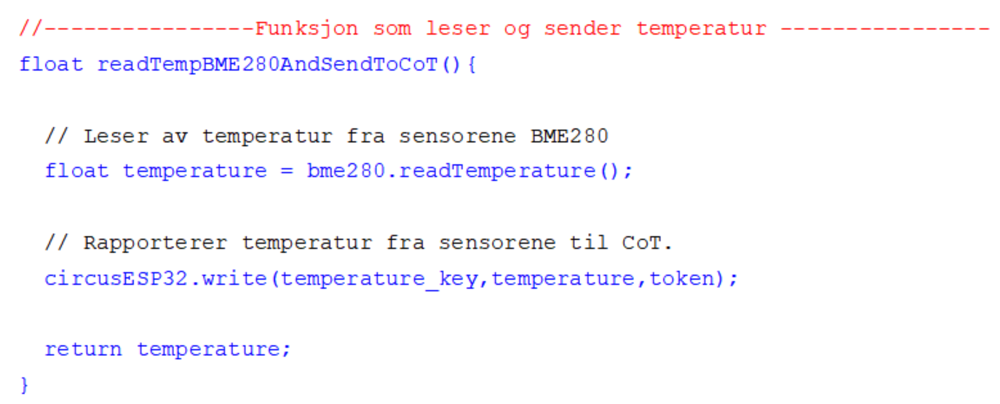 //----------------Funksjon som leser og sender temperatur ----------------
float readTempBME280AndSendToCoT(){
// Leser av temperatur fra sensorene BME280
float temperature = bme280.readTemperature();
// Rapporterer temperatur fra sensorene til CoT.
circusESP32.write(temperature_key,temperature,token);
return temperature;
}